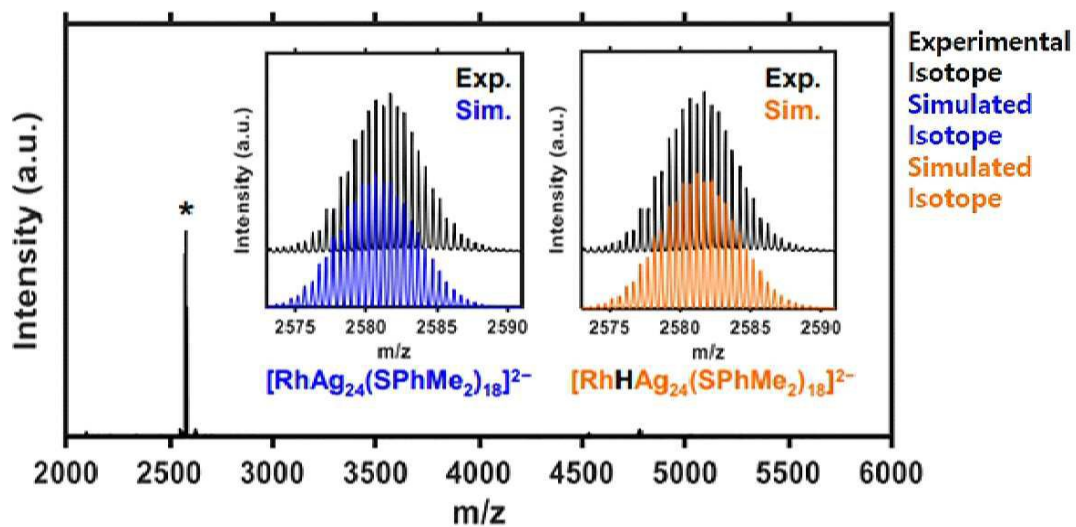 Experimental
Isotope
Simulated
Isotope
Simulated
Isotope
Intensity (a.u.)
*
Exp.
Sim.
Intensity (a.u.)
2575 2580 2585 2590
m/z
[RhAg₂₄(SPhMe₂)₁₈]²⁻
Exp.
Sim.
Intensity (a.u.)
2575 2580 2585 2590
m/z
[RhHAg₂₄(SPhMe₂)₁₈]²⁻
2000 2500 3000 3500 4000 4500 5000 5500 6000
m/z